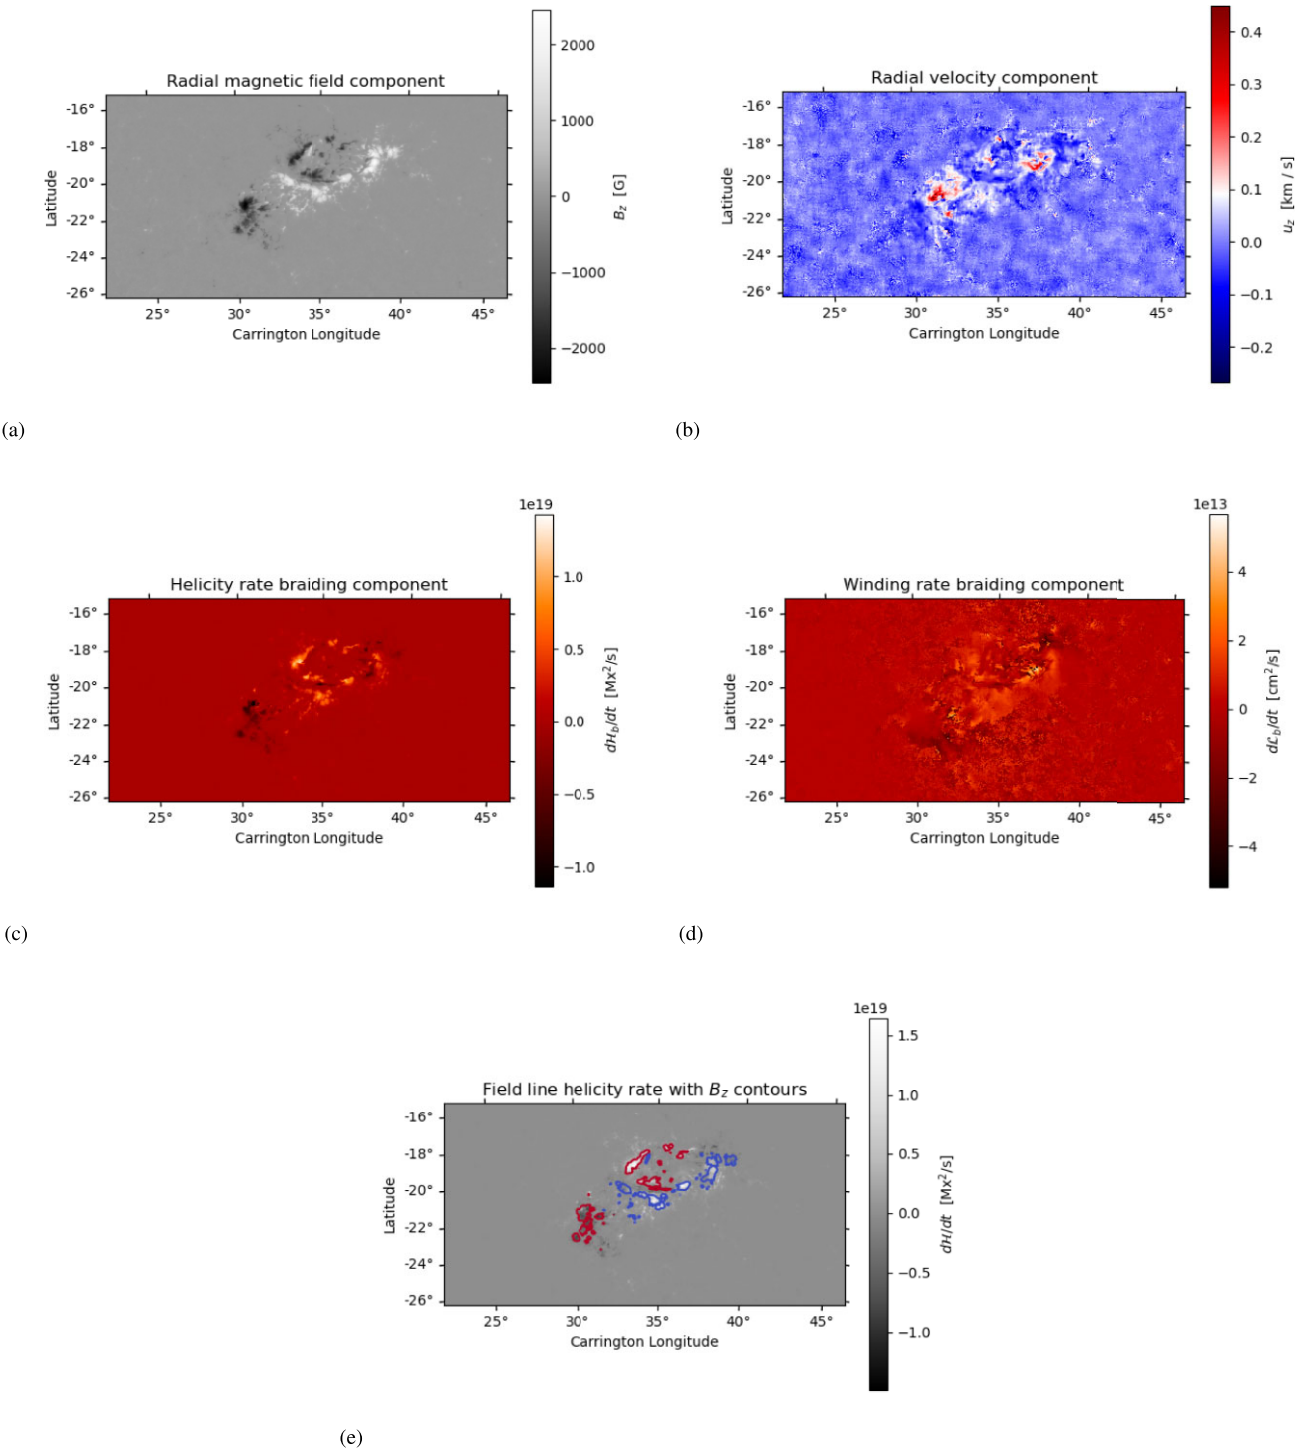 Radial magnetic field component
-16°
-18°
-20°
-22°
-24°
-26°
Latitude
25°
30°
35°
40°
45°
Carrington Longitude
2000
1000
0
−1000
−2000
B_z [G]
(a)
Radial velocity component
-16°
-18°
-20°
-22°
-24°
-26°
Latitude
25°
30°
35°
40°
45°
Carrington Longitude
0.4
0.3
0.2
0.1
0.0
−0.1
−0.2
u_z [km / s]
(b)
Helicity rate braiding component
-16°
-18°
-20°
-22°
-24°
-26°
Latitude
25°
30°
35°
40°
45°
Carrington Longitude
1e19
1.0
0.5
0.0
−0.5
−1.0
dH_b/dt [Mx²/s]
(c)
Winding rate braiding component
-16°
-18°
-20°
-22°
-24°
-26°
Latitude
25°
30°
35°
40°
45°
Carrington Longitude
1e13
4
2
0
−2
−4
dℒ_b/dt [cm²/s]
(d)
Field line helicity rate with B_z contours
-16°
-18°
-20°
-22°
-24°
-26°
Latitude
25°
30°
35°
40°
45°
Carrington Longitude
1e19
1.5
1.0
0.5
0.0
−0.5
−1.0
dH/dt [Mx²/s]
(e)